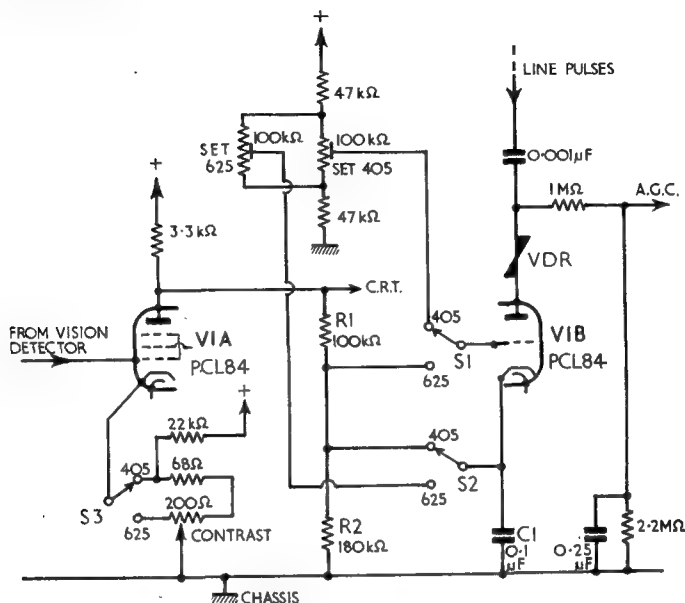 +
LINE PULSES
47kΩ
100kΩ
100kΩ
SET
625
SET 405
0·001μF
+
1MΩ
A.G.C.
3·3kΩ
47kΩ
VDR
C.R.T.
FROM VISION
DETECTOR
V1A
PCL84
R1
100kΩ
405
S1
625
V1B
PCL84
+
22kΩ
405
68Ω
S3
200Ω
625
CONTRAST
405
S2
625
R2
180kΩ
C1
0·1
μF
0·25
μF
2·2MΩ
CHASSIS